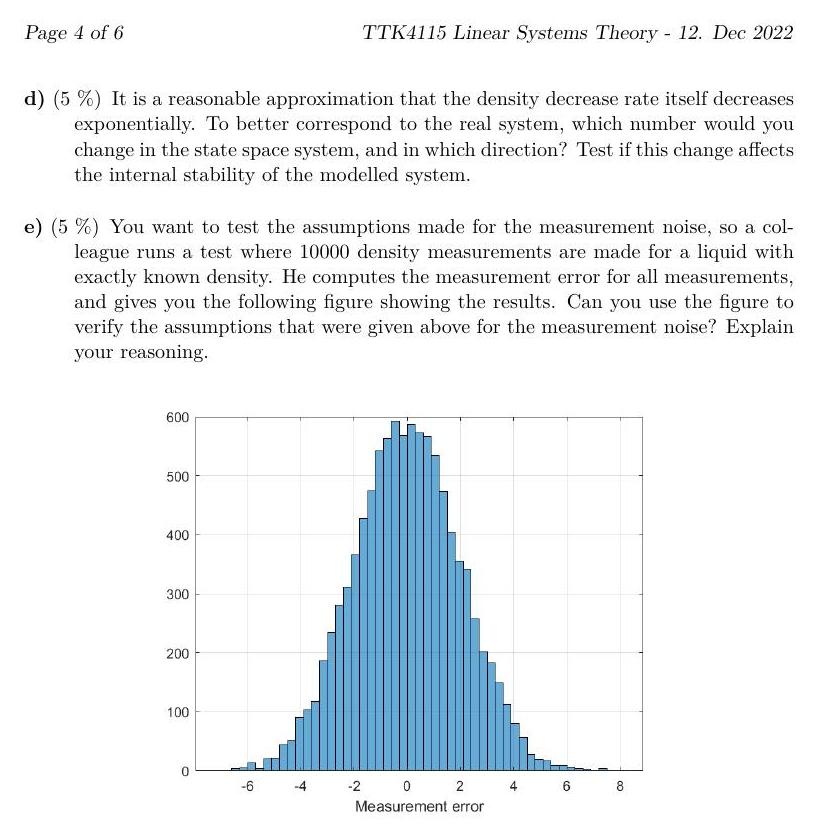 Page 4 of 6 TTK4115 Linear Systems Theory - 12. Dec 2022
d) (5 %) It is a reasonable approximation that the density decrease rate itself decreases
exponentially. To better correspond to the real system, which number would you
change in the state space system, and in which direction? Test if this change affects
the internal stability of the modelled system.
e) (5 %) You want to test the assumptions made for the measurement noise, so a col-
league runs a test where 10000 density measurements are made for a liquid with
exactly known density. He computes the measurement error for all measurements,
and gives you the following figure showing the results. Can you use the figure to
verify the assumptions that were given above for the measurement noise? Explain
your reasoning.
600
500
400
300
200
100
0
-6 -4 -2 0 2 4 6 8
Measurement error